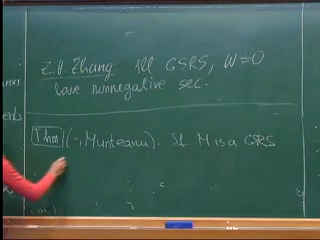 Z.H. Zhang: All GSRS, W=0
have nonnegative sec.
Thm (-, Munteanu). If M is a GSRS